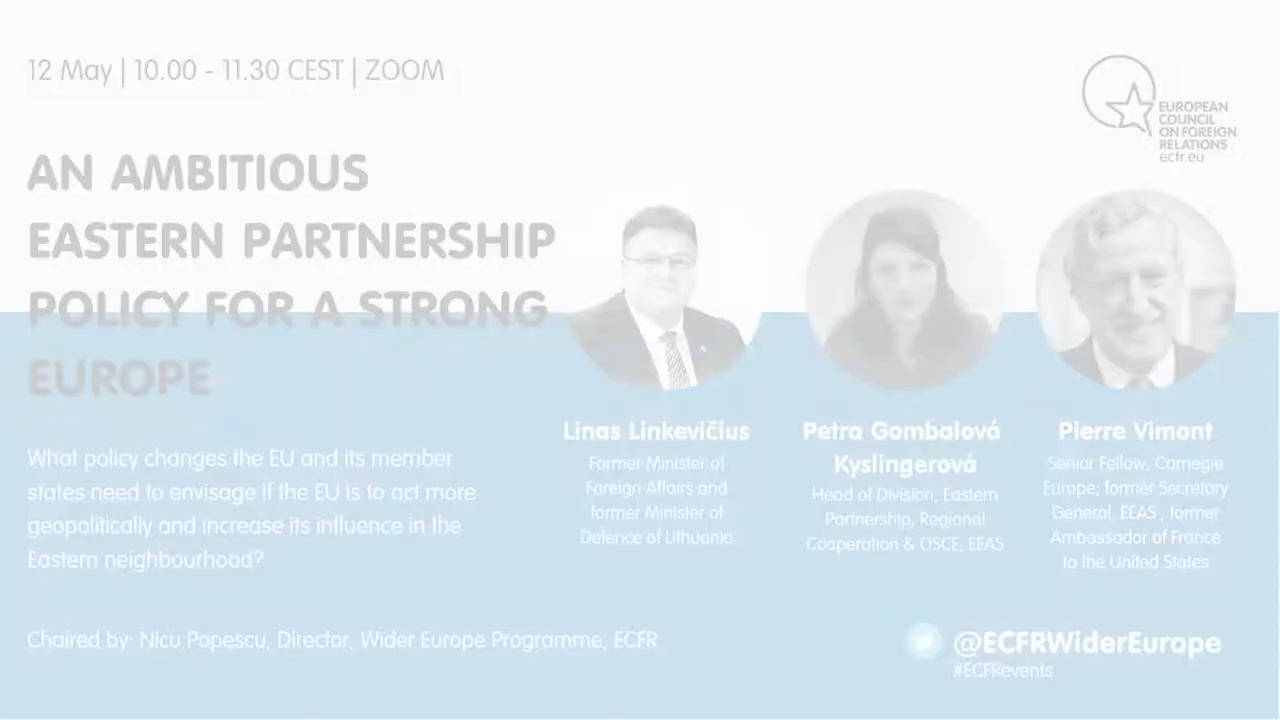 12 May | 10.00 - 11.30 CEST | ZOOM
EUROPEAN
COUNCIL
ON FOREIGN
RELATIONS
ecfr.eu
AN AMBITIOUS
EASTERN PARTNERSHIP
POLICY FOR A STRONG
EUROPE
What policy changes the EU and its member
states need to envisage if the EU is to act more
geopolitically and increase its influence in the
Eastern neighbourhood?
Linas Linkevičius
Former Minister of
Foreign Affairs and
former Minister of
Defence of Lithuania
Petra Gombalová
Kyslingerová
Head of Division, Eastern
Partnership, Regional
Cooperation & OSCE, EEAS
Pierre Vimont
Senior Fellow, Carnegie
Europe; former Secretary
General, EEAS , former
Ambassador of France
to the United States
Chaired by: Nicu Popescu, Director, Wider Europe Programme, ECFR
@ECFRWiderEurope
#ECFRevents